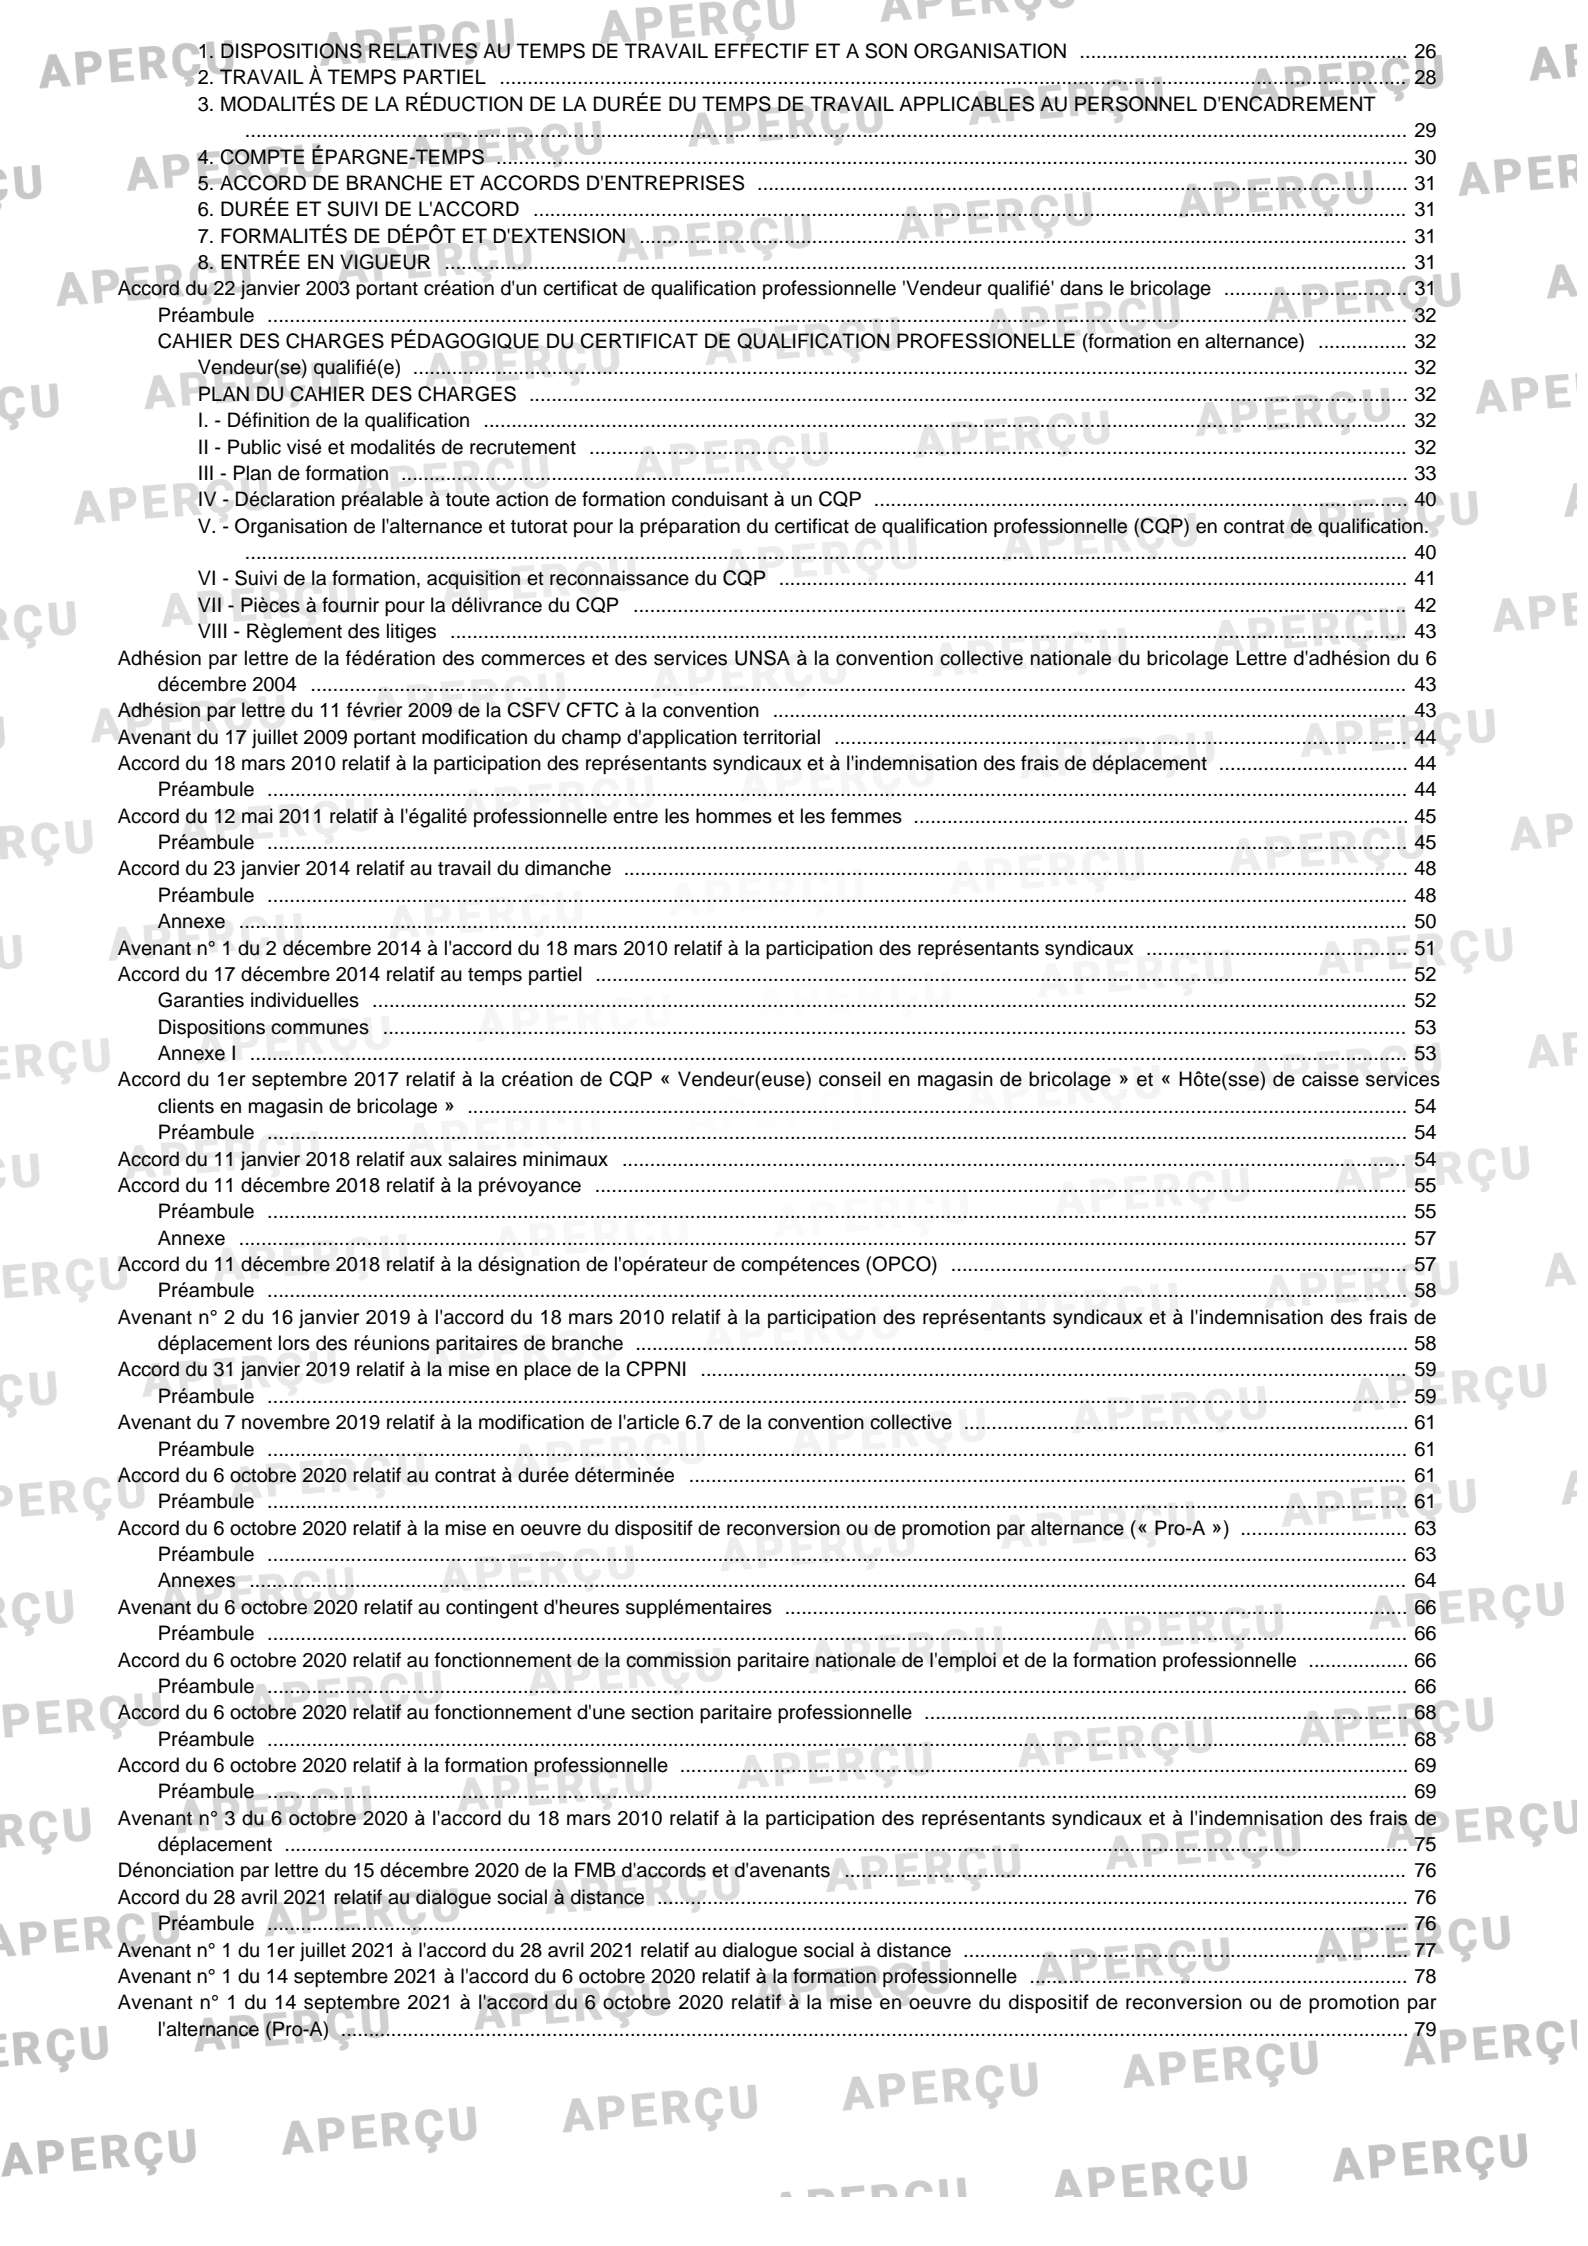 1. DISPOSITIONS RELATIVES AU TEMPS DE TRAVAIL EFFECTIF ET A SON ORGANISATION ........ 26
2. TRAVAIL À TEMPS PARTIEL ........ 28
3. MODALITÉS DE LA RÉDUCTION DE LA DURÉE DU TEMPS DE TRAVAIL APPLICABLES AU PERSONNEL D'ENCADREMENT
........ 29
4. COMPTE ÉPARGNE-TEMPS ........ 30
5. ACCORD DE BRANCHE ET ACCORDS D'ENTREPRISES ........ 31
6. DURÉE ET SUIVI DE L'ACCORD ........ 31
7. FORMALITÉS DE DÉPÔT ET D'EXTENSION ........ 31
8. ENTRÉE EN VIGUEUR ........ 31
Accord du 22 janvier 2003 portant création d'un certificat de qualification professionnelle 'Vendeur qualifié' dans le bricolage ........ 31
Préambule ........ 32
CAHIER DES CHARGES PÉDAGOGIQUE DU CERTIFICAT DE QUALIFICATION PROFESSIONELLE (formation en alternance) ........ 32
Vendeur(se) qualifié(e) ........ 32
PLAN DU CAHIER DES CHARGES ........ 32
I. - Définition de la qualification ........ 32
II - Public visé et modalités de recrutement ........ 32
III - Plan de formation ........ 33
IV - Déclaration préalable à toute action de formation conduisant à un CQP ........ 40
V. - Organisation de l'alternance et tutorat pour la préparation du certificat de qualification professionnelle (CQP) en contrat de qualification.
........ 40
VI - Suivi de la formation, acquisition et reconnaissance du CQP ........ 41
VII - Pièces à fournir pour la délivrance du CQP ........ 42
VIII - Règlement des litiges ........ 43
Adhésion par lettre de la fédération des commerces et des services UNSA à la convention collective nationale du bricolage Lettre d'adhésion du 6
décembre 2004 ........ 43
Adhésion par lettre du 11 février 2009 de la CSFV CFTC à la convention ........ 43
Avenant du 17 juillet 2009 portant modification du champ d'application territorial ........ 44
Accord du 18 mars 2010 relatif à la participation des représentants syndicaux et à l'indemnisation des frais de déplacement ........ 44
Préambule ........ 44
Accord du 12 mai 2011 relatif à l'égalité professionnelle entre les hommes et les femmes ........ 45
Préambule ........ 45
Accord du 23 janvier 2014 relatif au travail du dimanche ........ 48
Préambule ........ 48
Annexe ........ 50
Avenant n° 1 du 2 décembre 2014 à l'accord du 18 mars 2010 relatif à la participation des représentants syndicaux ........ 51
Accord du 17 décembre 2014 relatif au temps partiel ........ 52
Garanties individuelles ........ 52
Dispositions communes ........ 53
Annexe I ........ 53
Accord du 1er septembre 2017 relatif à la création de CQP « Vendeur(euse) conseil en magasin de bricolage » et « Hôte(sse) de caisse services
clients en magasin de bricolage » ........ 54
Préambule ........ 54
Accord du 11 janvier 2018 relatif aux salaires minimaux ........ 54
Accord du 11 décembre 2018 relatif à la prévoyance ........ 55
Préambule ........ 55
Annexe ........ 57
Accord du 11 décembre 2018 relatif à la désignation de l'opérateur de compétences (OPCO) ........ 57
Préambule ........ 58
Avenant n° 2 du 16 janvier 2019 à l'accord du 18 mars 2010 relatif à la participation des représentants syndicaux et à l'indemnisation des frais de
déplacement lors des réunions paritaires de branche ........ 58
Accord du 31 janvier 2019 relatif à la mise en place de la CPPNI ........ 59
Préambule ........ 59
Avenant du 7 novembre 2019 relatif à la modification de l'article 6.7 de la convention collective ........ 61
Préambule ........ 61
Accord du 6 octobre 2020 relatif au contrat à durée déterminée ........ 61
Préambule ........ 61
Accord du 6 octobre 2020 relatif à la mise en oeuvre du dispositif de reconversion ou de promotion par alternance (« Pro-A ») ........ 63
Préambule ........ 63
Annexes ........ 64
Avenant du 6 octobre 2020 relatif au contingent d'heures supplémentaires ........ 66
Préambule ........ 66
Accord du 6 octobre 2020 relatif au fonctionnement de la commission paritaire nationale de l'emploi et de la formation professionnelle ........ 66
Préambule ........ 66
Accord du 6 octobre 2020 relatif au fonctionnement d'une section paritaire professionnelle ........ 68
Préambule ........ 68
Accord du 6 octobre 2020 relatif à la formation professionnelle ........ 69
Préambule ........ 69
Avenant n° 3 du 6 octobre 2020 à l'accord du 18 mars 2010 relatif à la participation des représentants syndicaux et à l'indemnisation des frais de
déplacement ........ 75
Dénonciation par lettre du 15 décembre 2020 de la FMB d'accords et d'avenants ........ 76
Accord du 28 avril 2021 relatif au dialogue social à distance ........ 76
Préambule ........ 76
Avenant n° 1 du 1er juillet 2021 à l'accord du 28 avril 2021 relatif au dialogue social à distance ........ 77
Avenant n° 1 du 14 septembre 2021 à l'accord du 6 octobre 2020 relatif à la formation professionnelle ........ 78
Avenant n° 1 du 14 septembre 2021 à l'accord du 6 octobre 2020 relatif à la mise en oeuvre du dispositif de reconversion ou de promotion par
l'alternance (Pro-A) ........ 79
APERÇU